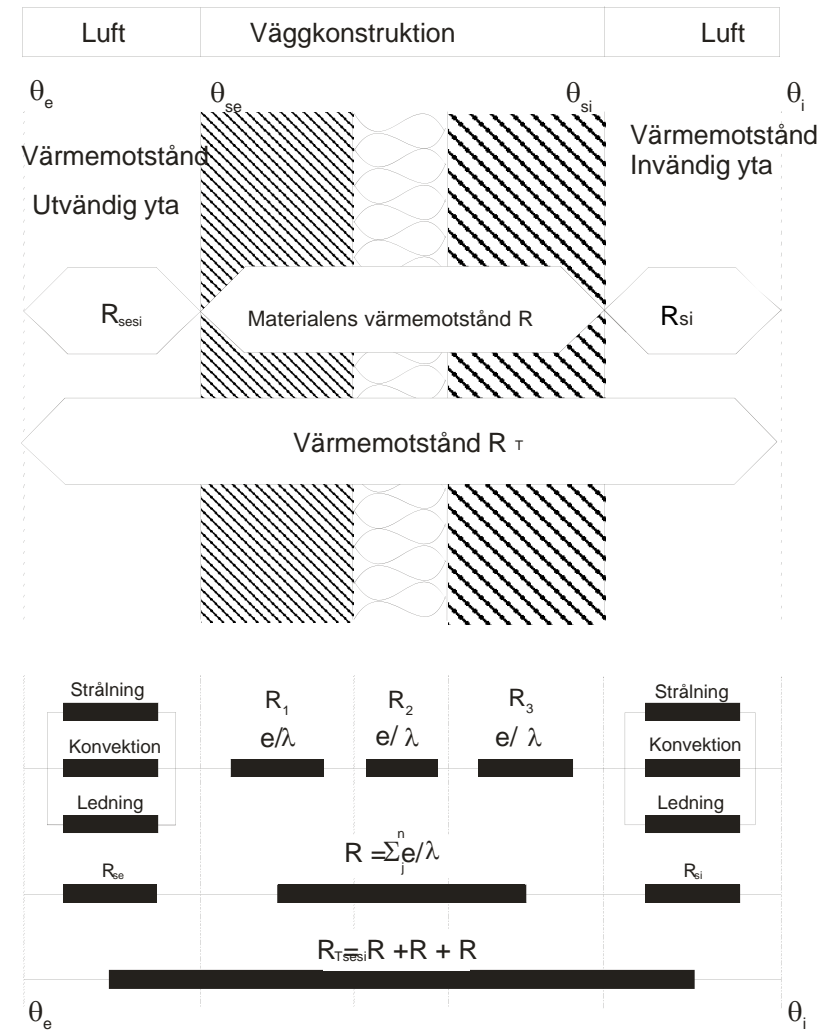 Luft Väggkonstruktion Luft
θe θse θsi θi
Värmemotstånd
Utvändig yta
Värmemotstånd
Invändig yta
Rsesi Materialens värmemotstånd R Rsi
Värmemotstånd R T
Strålning R1 R2 R3 Strålning
e/λ e/ λ e/ λ
Konvektion Konvektion
Ledning Ledning
n
R =Σe/λ
j
Rse Rsi
RTsesi=R +R + R
θe θi